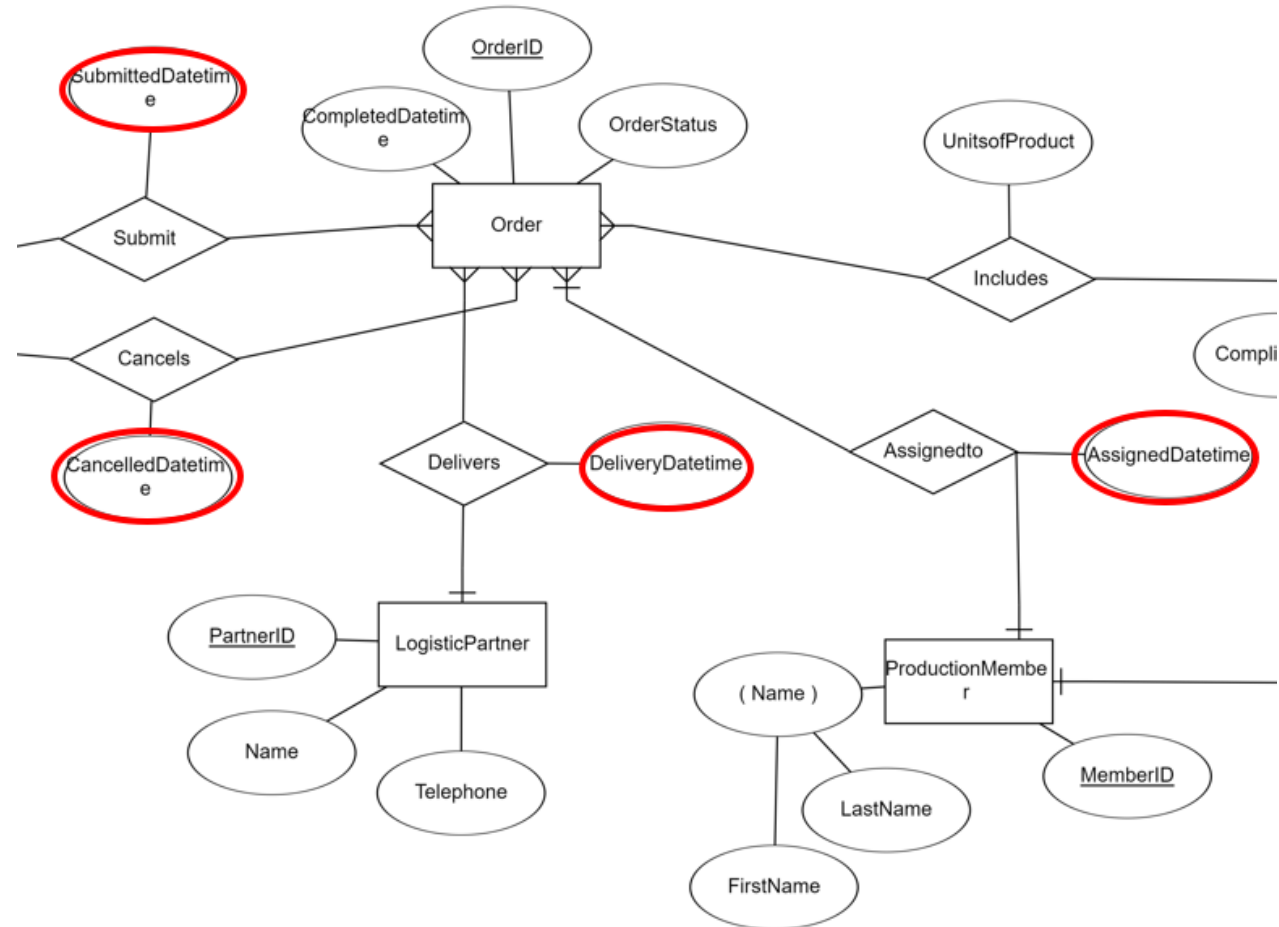 OrderID
SubmittedDatetim
e
CompletedDatetim
e
OrderStatus
UnitsofProduct
Order
Submit
Includes
Cancels
Compli
CancelledDatetim
e
Delivers
DeliveryDatetime
Assignedto
AssignedDatetime
PartnerID
LogisticPartner
ProductionMembe
r
( Name )
Name
MemberID
Telephone
LastName
FirstName